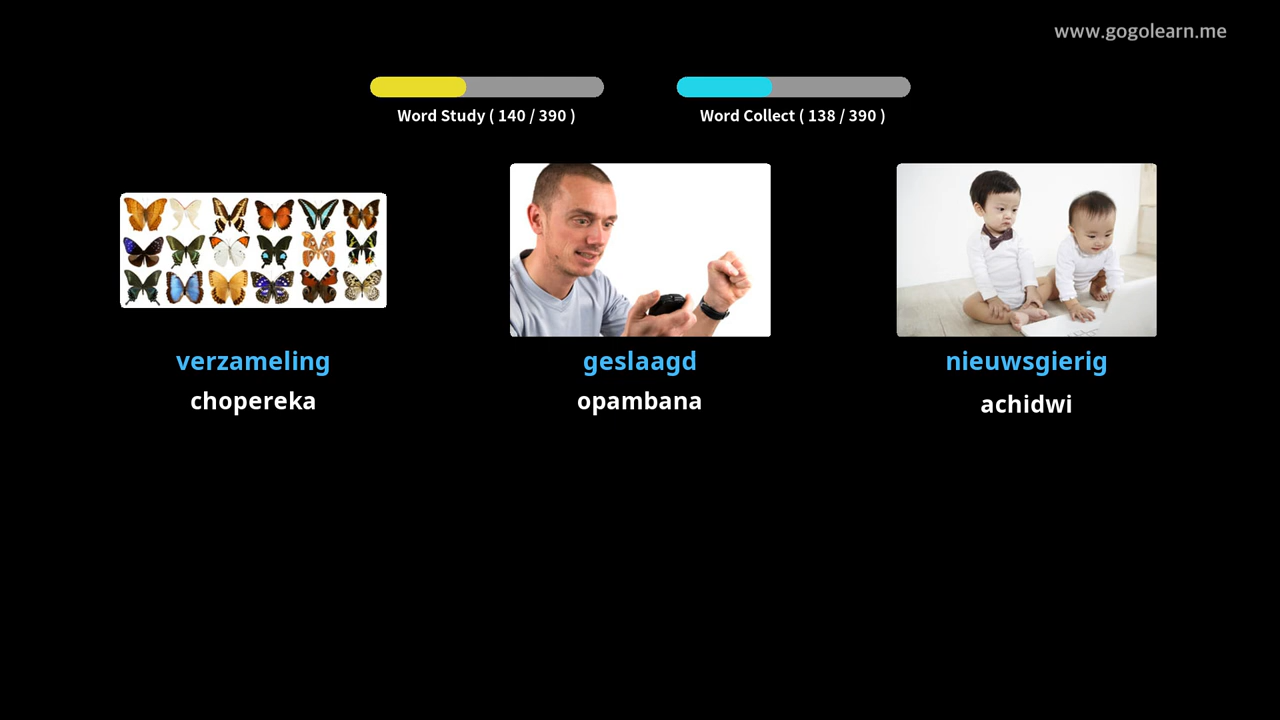 www.gogolearn.me
Word Study ( 140 / 390 )
Word Collect ( 138 / 390 )
verzameling
geslaagd
nieuwsgierig
chopereka
opambana
achidwi